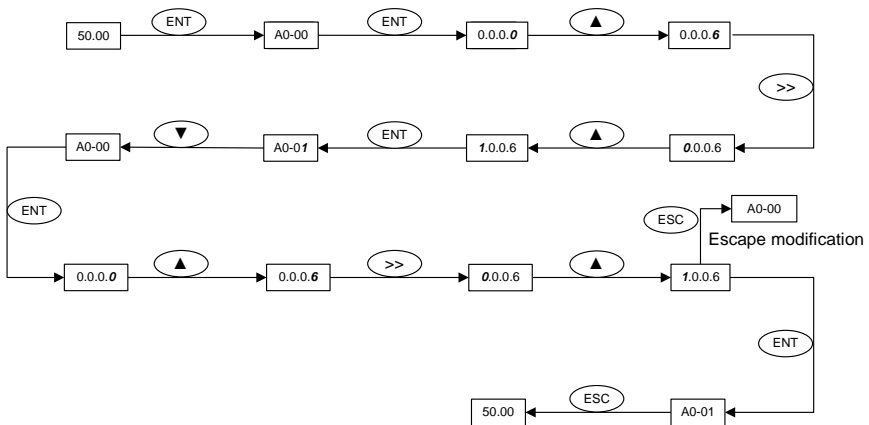 50.00 ENT A0-00 ENT 0.0.0.0 ▲ 0.0.0.6
>>
A0-00 ▼ A0-01 ENT 1.0.0.6 ▲ 0.0.0.6
ENT
ESC A0-00
Escape modification
0.0.0.0 ▲ 0.0.0.6 >> 0.0.0.6 ▲ 1.0.0.6
ENT
50.00 ESC A0-01